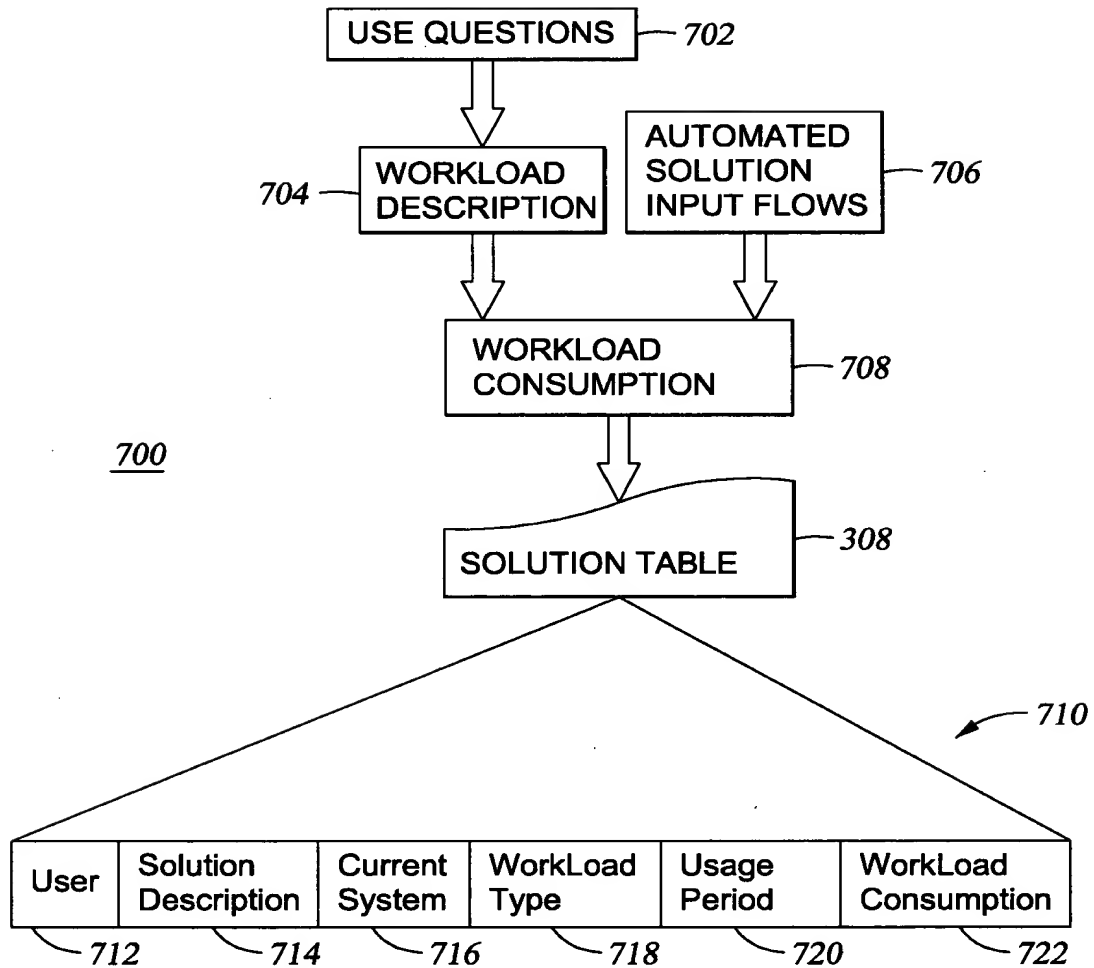 USE QUESTIONS
702
WORKLOAD
DESCRIPTION
704
AUTOMATED
SOLUTION
INPUT FLOWS
706
WORKLOAD
CONSUMPTION
708
700
SOLUTION TABLE
308
710
User
Solution
Description
Current
System
WorkLoad
Type
Usage
Period
WorkLoad
Consumption
712
714
716
718
720
722